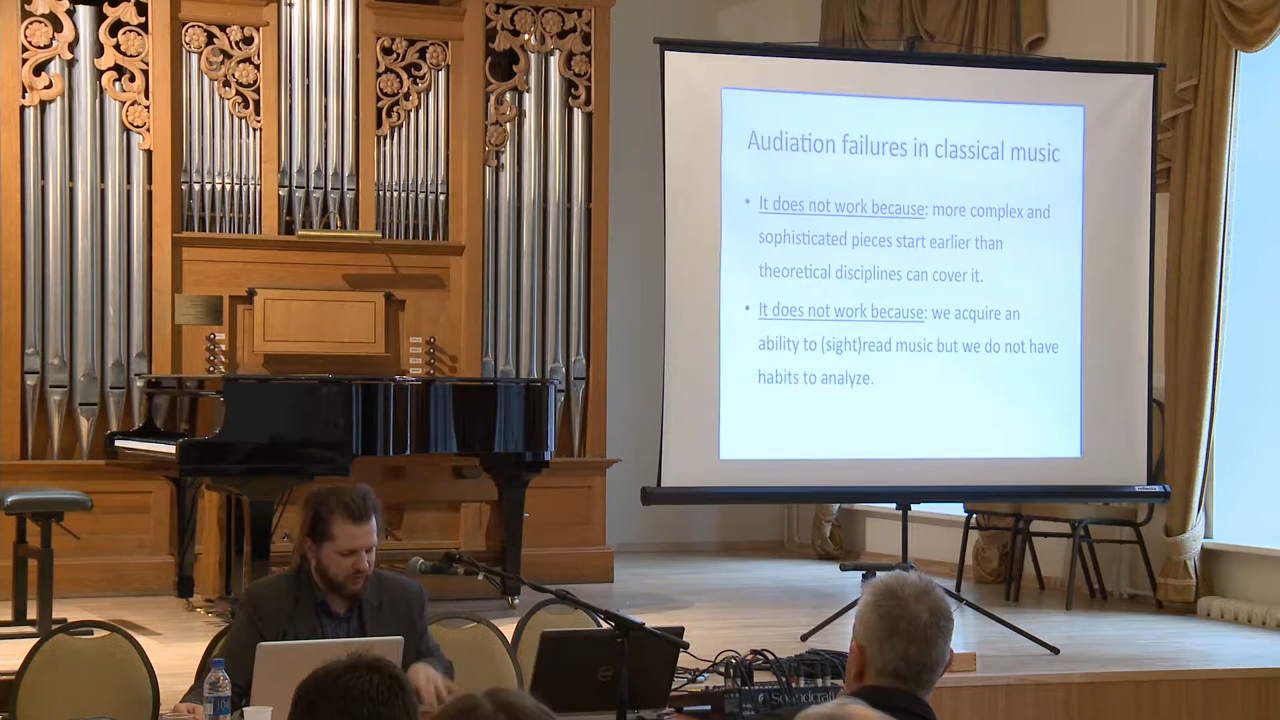 Audiation failures in classical music
• It does not work because: more complex and
sophisticated pieces start earlier than
theoretical disciplines can cover it.
• It does not work because: we acquire an
ability to (sight)read music but we do not have
habits to analyze.
DELL
Soundcraft